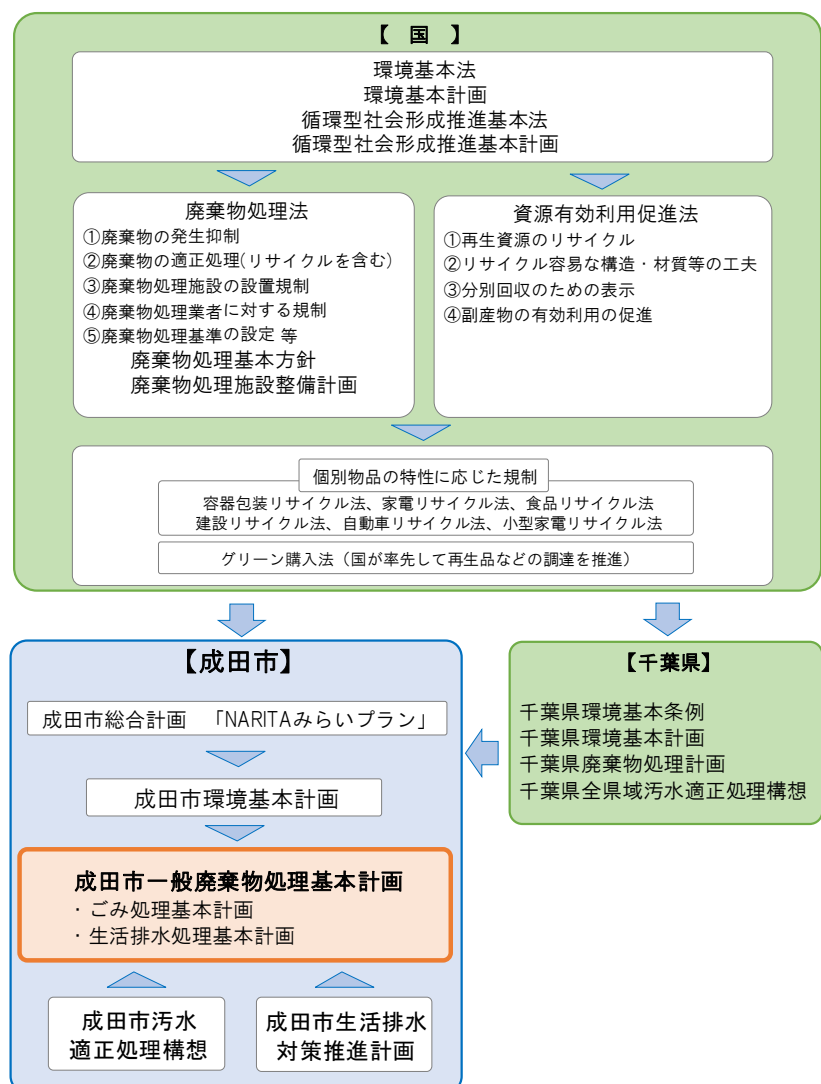 【 国 】
環境基本法
環境基本計画
循環型社会形成推進基本法
循環型社会形成推進基本計画
廃棄物処理法
①廃棄物の発生抑制
②廃棄物の適正処理(リサイクルを含む)
③廃棄物処理施設の設置規制
④廃棄物処理業者に対する規制
⑤廃棄物処理基準の設定 等
廃棄物処理基本方針
廃棄物処理施設整備計画
資源有効利用促進法
①再生資源のリサイクル
②リサイクル容易な構造・材質等の工夫
③分別回収のための表示
④副産物の有効利用の促進
個別物品の特性に応じた規制
容器包装リサイクル法、家電リサイクル法、食品リサイクル法
建設リサイクル法、自動車リサイクル法、小型家電リサイクル法
グリーン購入法（国が率先して再生品などの調達を推進）
【成田市】
成田市総合計画 「NARITAみらいプラン」
成田市環境基本計画
成田市一般廃棄物処理基本計画
・ごみ処理基本計画
・生活排水処理基本計画
成田市汚水
適正処理構想
成田市生活排水
対策推進計画
【千葉県】
千葉県環境基本条例
千葉県環境基本計画
千葉県廃棄物処理計画
千葉県全県域汚水適正処理構想